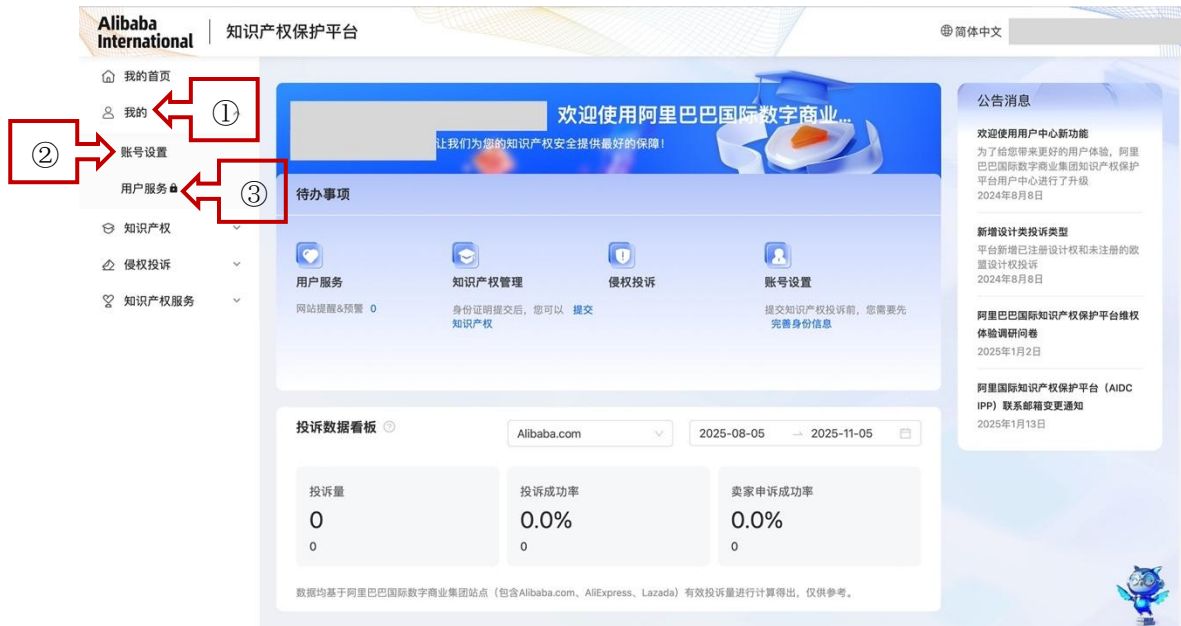 Alibaba
International
知识产权保护平台
简体中文
我的首页
我的
①
②
账号设置
用户服务
③
知识产权
侵权投诉
知识产权服务
欢迎使用阿里巴巴国际数字商业...
让我们为您的知识产权安全提供最好的保障!
待办事项
用户服务
网站提醒&预警 0
知识产权管理
身份证明提交后，您可以 提交
知识产权
侵权投诉
账号设置
提交知识产权投诉前，您需要先
完善身份信息
投诉数据看板
Alibaba.com
2025-08-05 → 2025-11-05
投诉量
0
0
投诉成功率
0.0%
0
卖家申诉成功率
0.0%
0
数据均基于阿里巴巴国际数字商业集团站点（包含Alibaba.com、AliExpress、Lazada）有效投诉量进行计算得出，仅供参考。
公告消息
欢迎使用用户中心新功能
为了给您带来更好的用户体验，阿里
巴巴国际数字商业集团知识产权保护
平台用户中心进行了升级
2024年8月8日
新增设计类投诉类型
平台新增已注册设计权和未注册的欧
盟设计权投诉
2024年8月8日
阿里巴巴国际知识产权保护平台维权
体验调研问卷
2025年1月2日
阿里国际知识产权保护平台（AIDC
IPP）联系邮箱变更通知
2025年1月13日